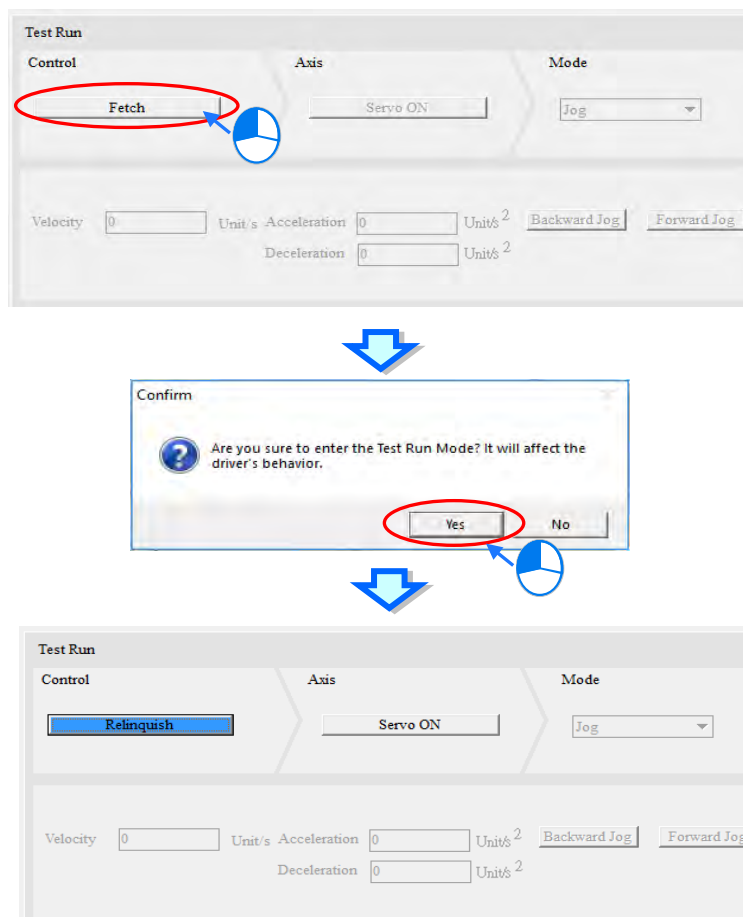 Test Run
Control Axis Mode
Fetch Servo ON Jog
Velocity 0 Unit/s Acceleration 0 Unit/s 2 Backward Jog Forward Jog
Deceleration 0 Unit/s 2
Confirm
Are you sure to enter the Test Run Mode? It will affect the
driver's behavior.
Yes No
Test Run
Control Axis Mode
Relinquish Servo ON Jog
Velocity 0 Unit/s Acceleration 0 Unit/s 2 Backward Jog Forward Jog
Deceleration 0 Unit/s 2